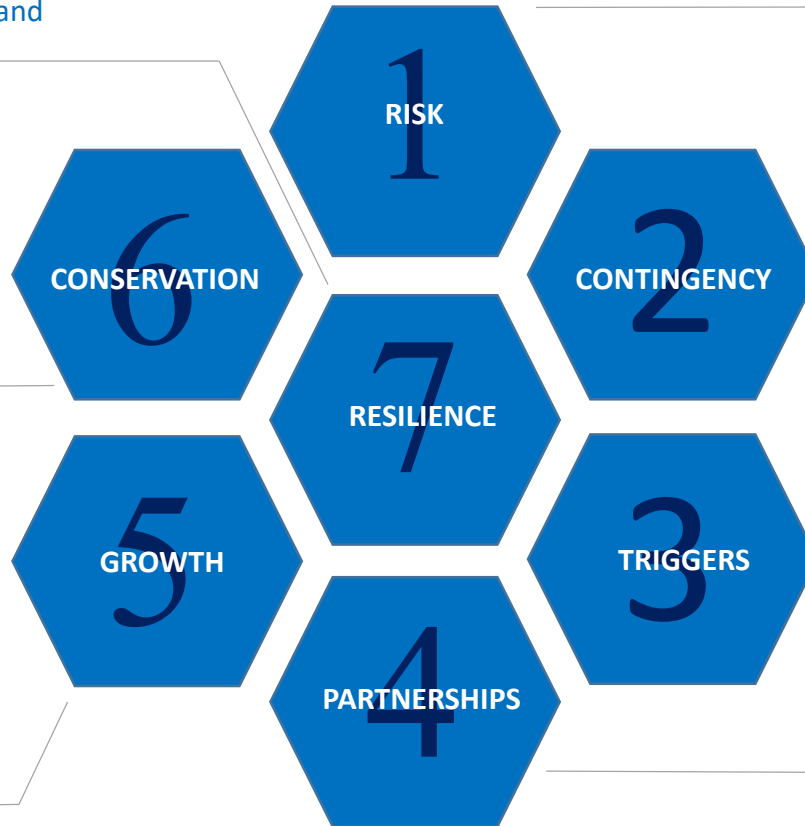 and
1
RISK
6
CONSERVATION
2
CONTINGENCY
7
RESILIENCE
5
GROWTH
3
TRIGGERS
4
PARTNERSHIPS